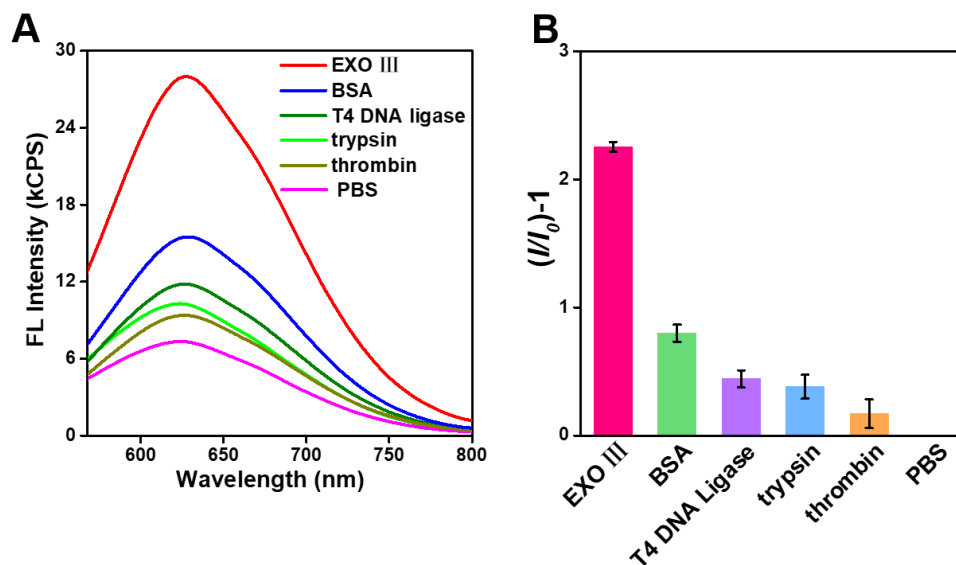 A
30
24
18
12
6
0
FL Intensity (kCPS)
EXO III
BSA
T4 DNA ligase
trypsin
thrombin
PBS
600
650
700
750
800
Wavelength (nm)
B
3
2
1
0
(I/I0)-1
EXO III
BSA
T4 DNA Ligase
trypsin
thrombin
PBS